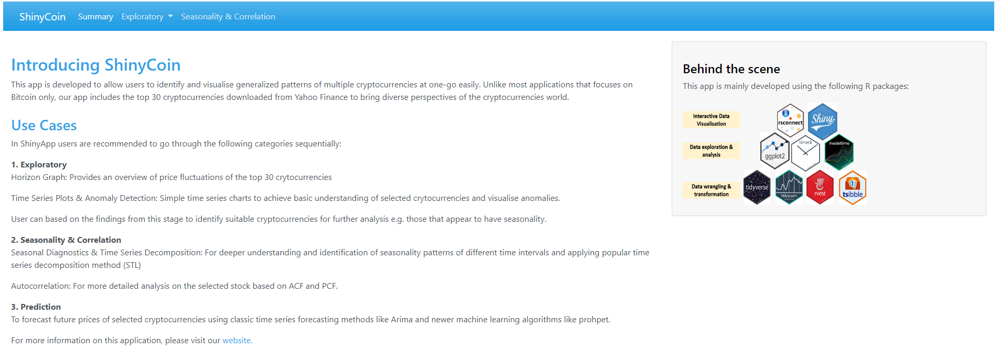 ShinyCoin Summary Exploratory Seasonality & Correlation
Introducing ShinyCoin
This app is developed to allow users to identify and visualise generalized patterns of multiple cryptocurrencies at one-go easily. Unlike most applications that focuses on
Bitcoin only, our app includes the top 30 cryptocurrencies downloaded from Yahoo Finance to bring diverse perspectives of the cryptocurrencies world.
Use Cases
In ShinyApp users are recommended to go through the following categories sequentially:
1. Exploratory
Horizon Graph: Provides an overview of price fluctuations of the top 30 crytocurrencies
Time Series Plots & Anomaly Detection: Simple time series charts to achieve basic understanding of selected crytocurrencies and visualise anomalies.
User can based on the findings from this stage to identify suitable cryptocurrencies for further analysis e.g. those that appear to have seasonality.
2. Seasonality & Correlation
Seasonal Diagnostics & Time Series Decomposition: For deeper understanding and identification of seasonality patterns of different time intervals and applying popular time
series decomposition method (STL)
Autocorrelation: For more detailed analysis on the selected stock based on ACF and PCF.
3. Prediction
To forecast future prices of selected cryptocurrencies using classic time series forecasting methods like Arima and newer machine learning algorithms like prohpet.
For more information on this application, please visit our website.
Behind the scene
This app is mainly developed using the following R packages:
Interactive Data
Visualisation
rsconnect
Shiny
Data exploration &
analysis
ggplot2
timetk
modeltime
Data wrangling &
transformation
tidyverse
tidyquant
rvest
tsibble